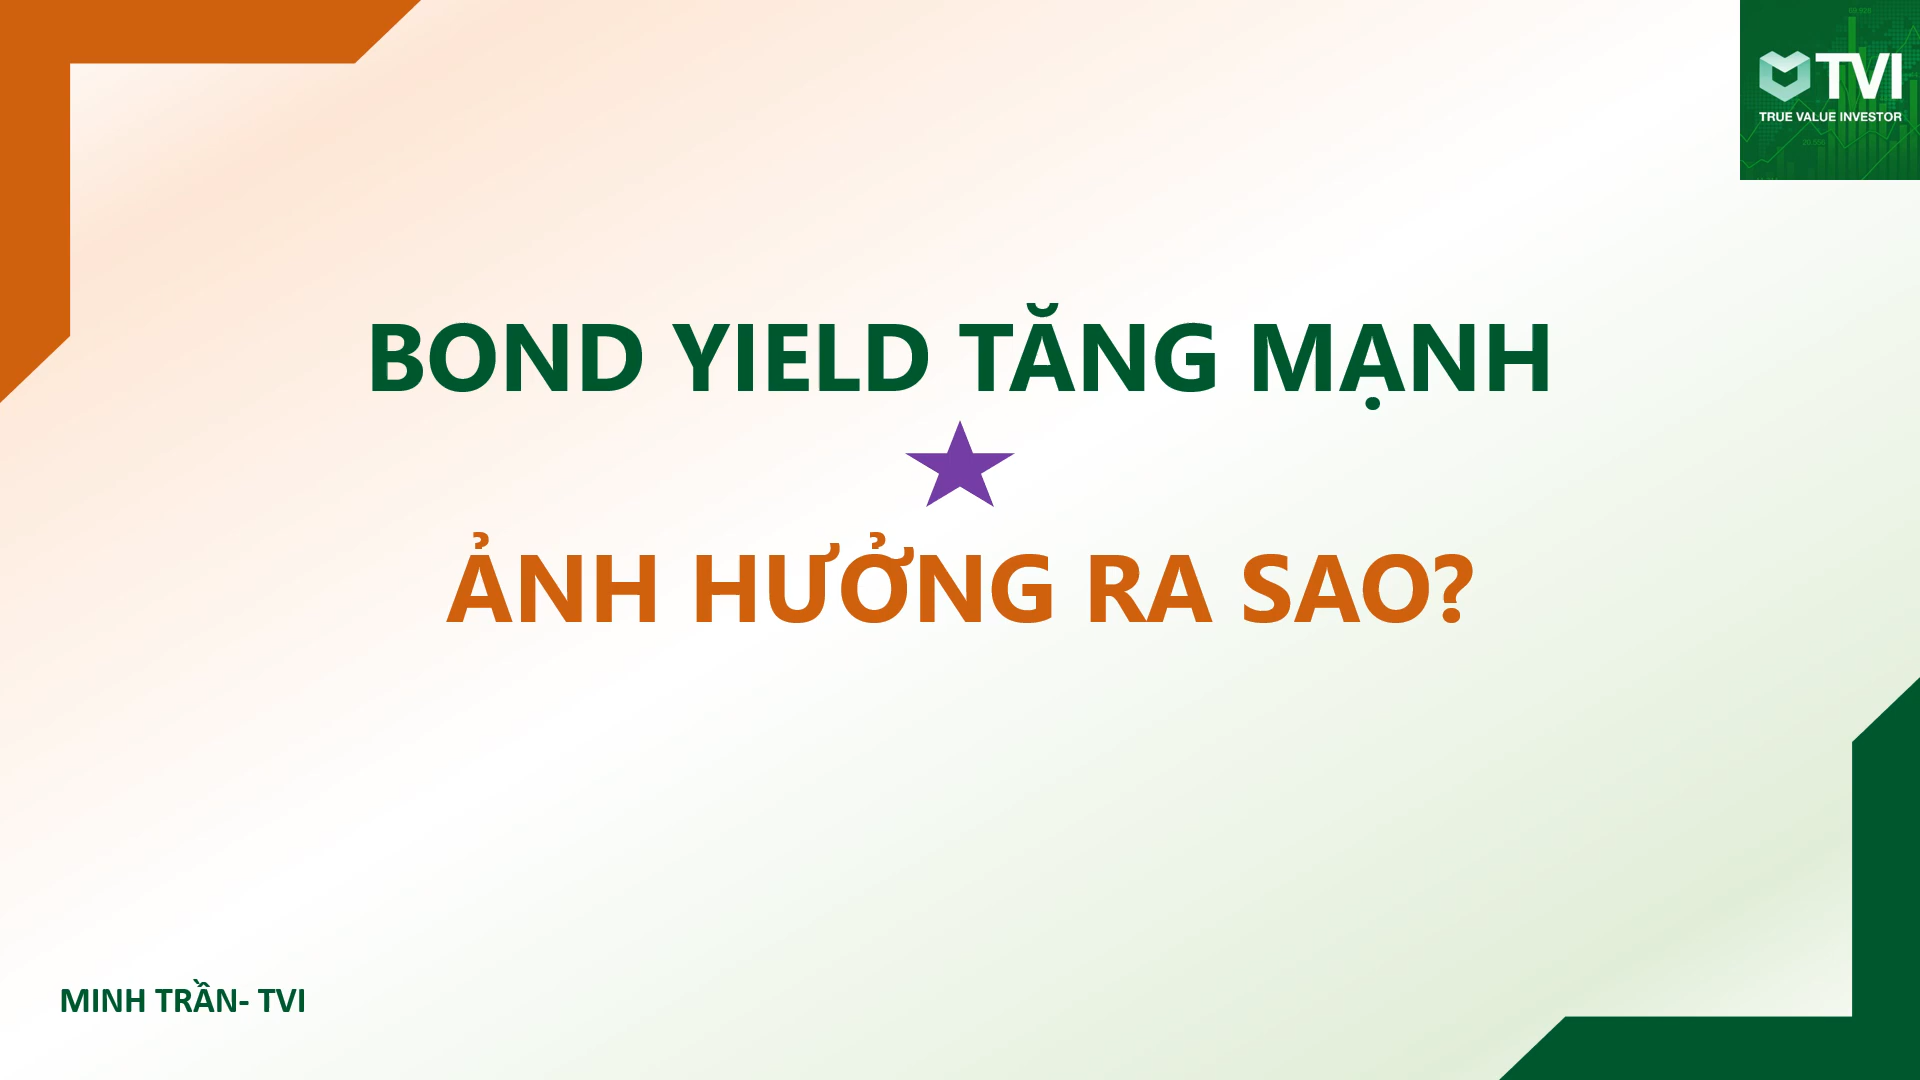 TVI
TRUE VALUE INVESTOR
BOND YIELD TĂNG MẠNH
ẢNH HƯỞNG RA SAO?
MINH TRẦN- TVI